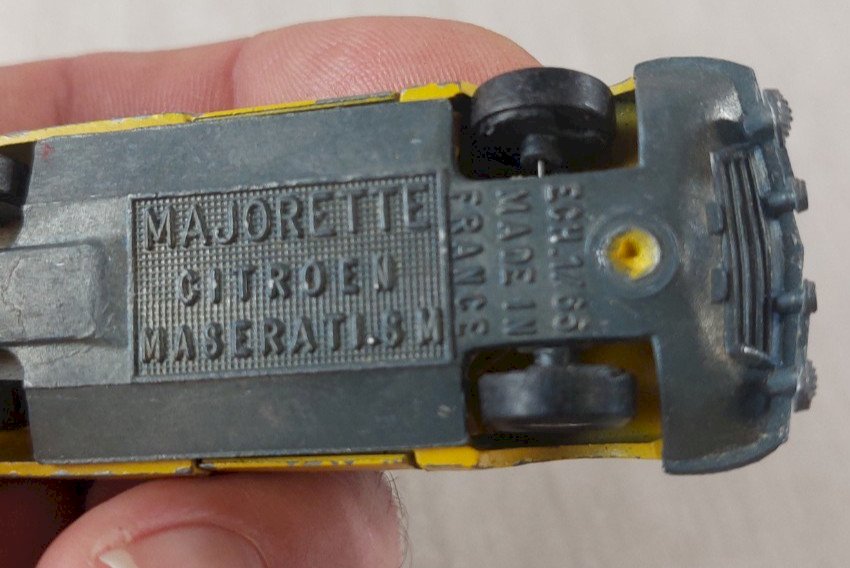 MAJORETTE
CITROEN
MASERATI.S M
ECH.1/65
MADE IN
FRANCE